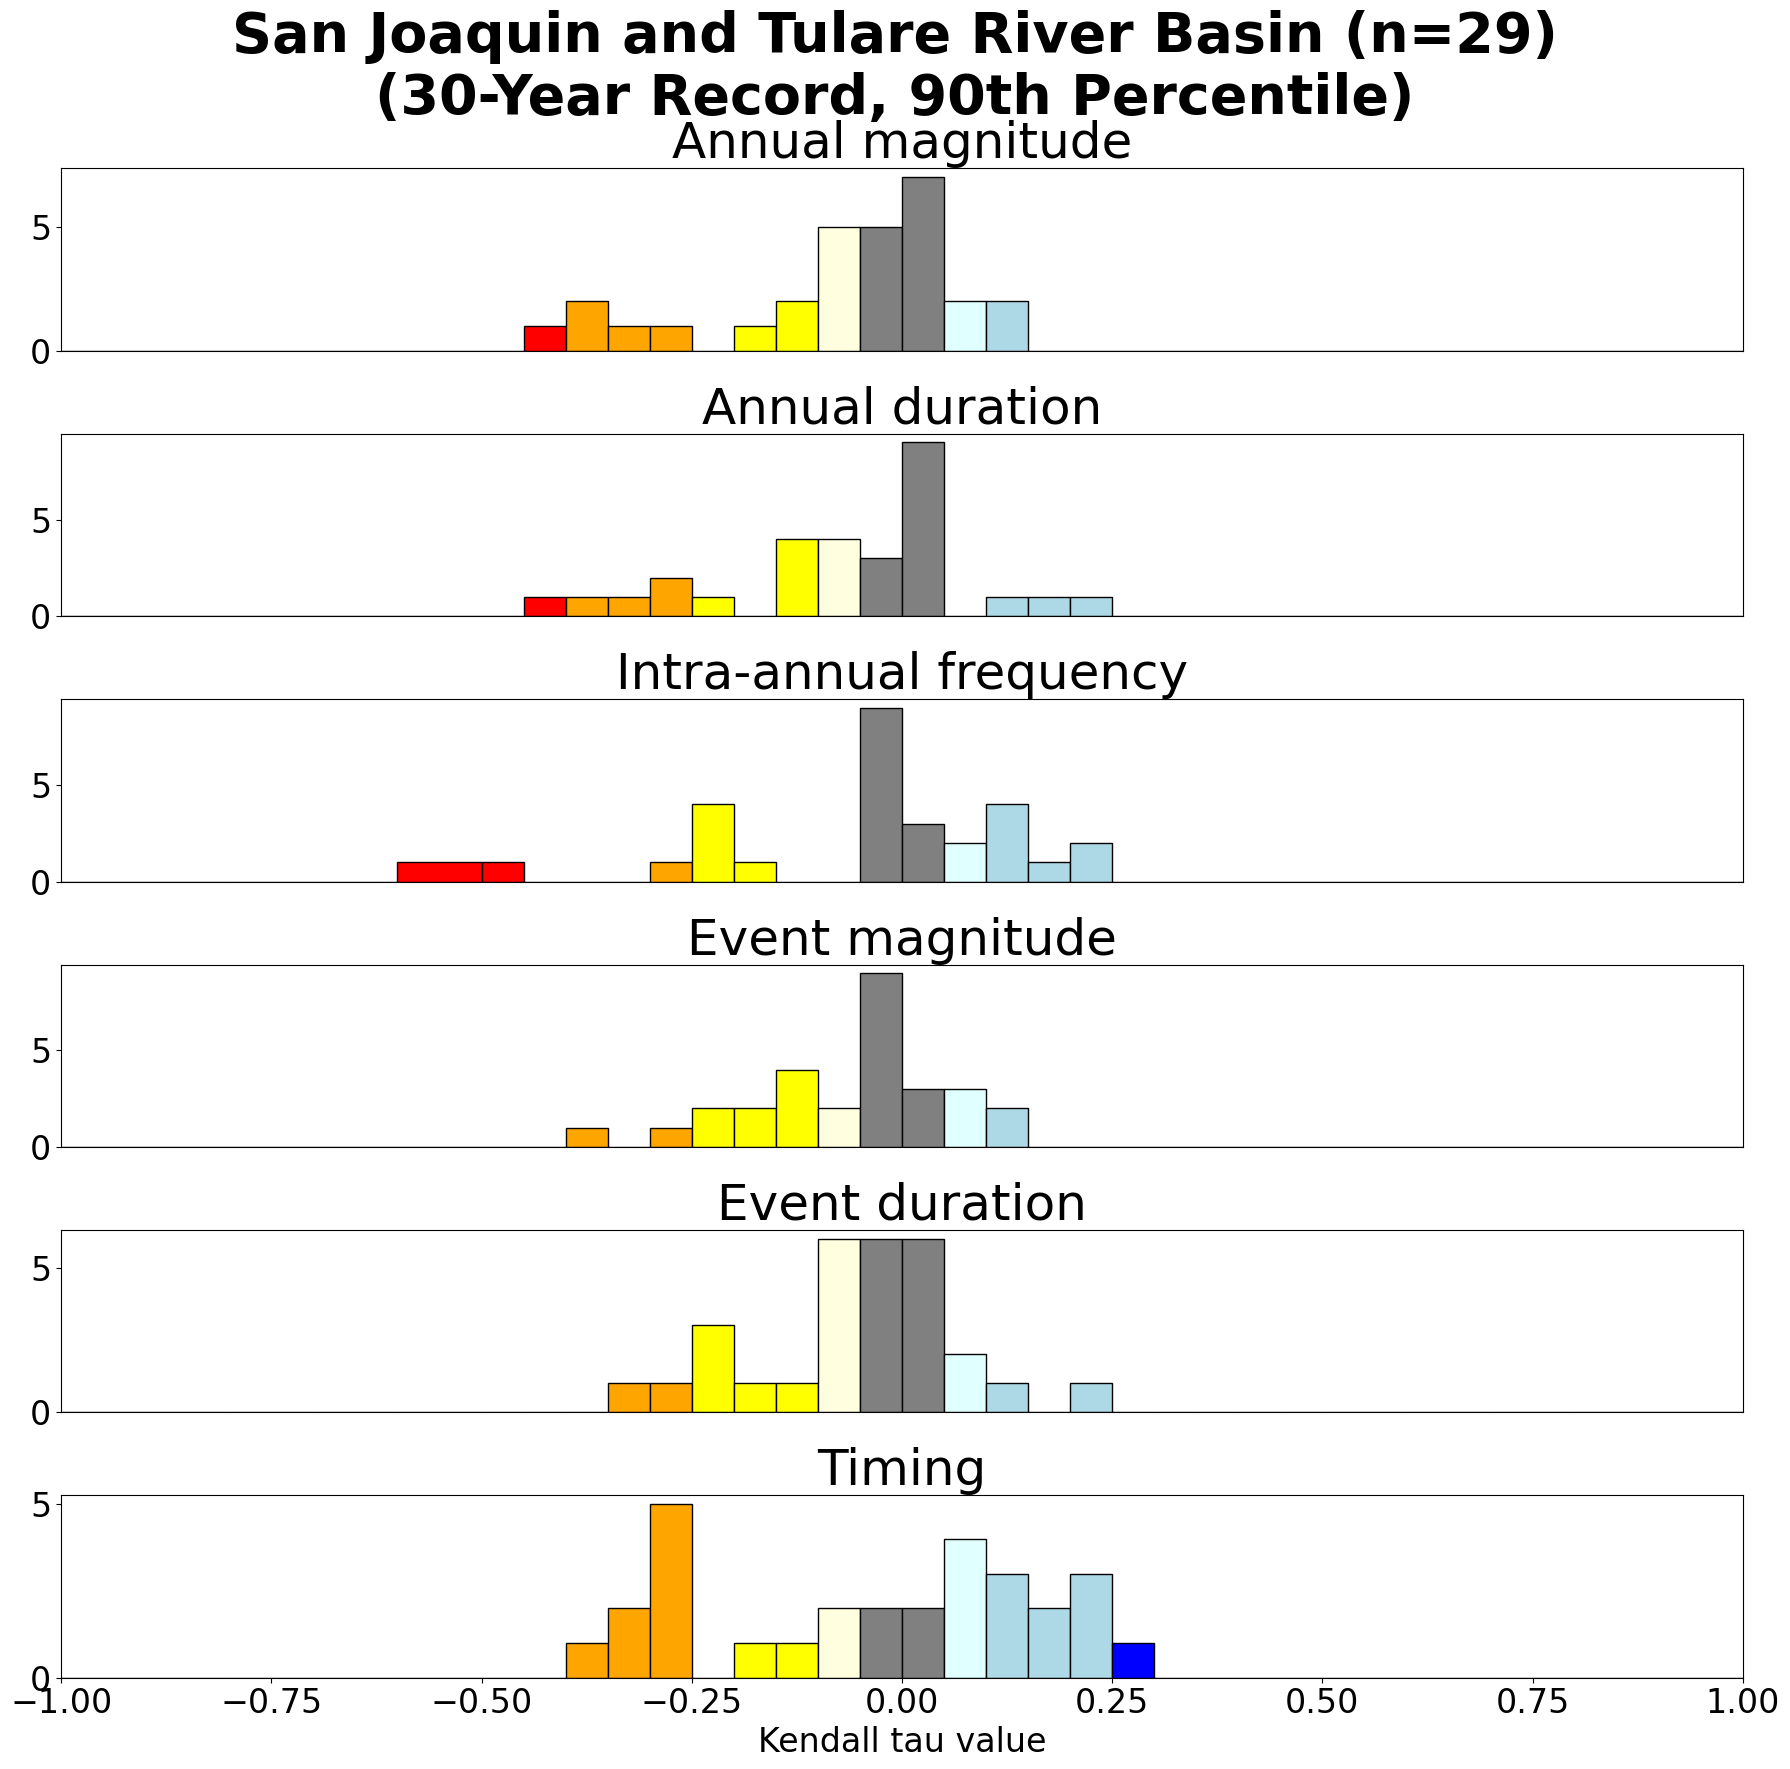 San Joaquin and Tulare River Basin (n=29)
(30-Year Record, 90th Percentile)
Annual magnitude
5
0
Annual duration
5
0
Intra-annual frequency
5
0
Event magnitude
5
0
Event duration
5
0
Timing
5
0
−1.00 −0.75 −0.50 −0.25 0.00 0.25 0.50 0.75 1.00
Kendall tau value